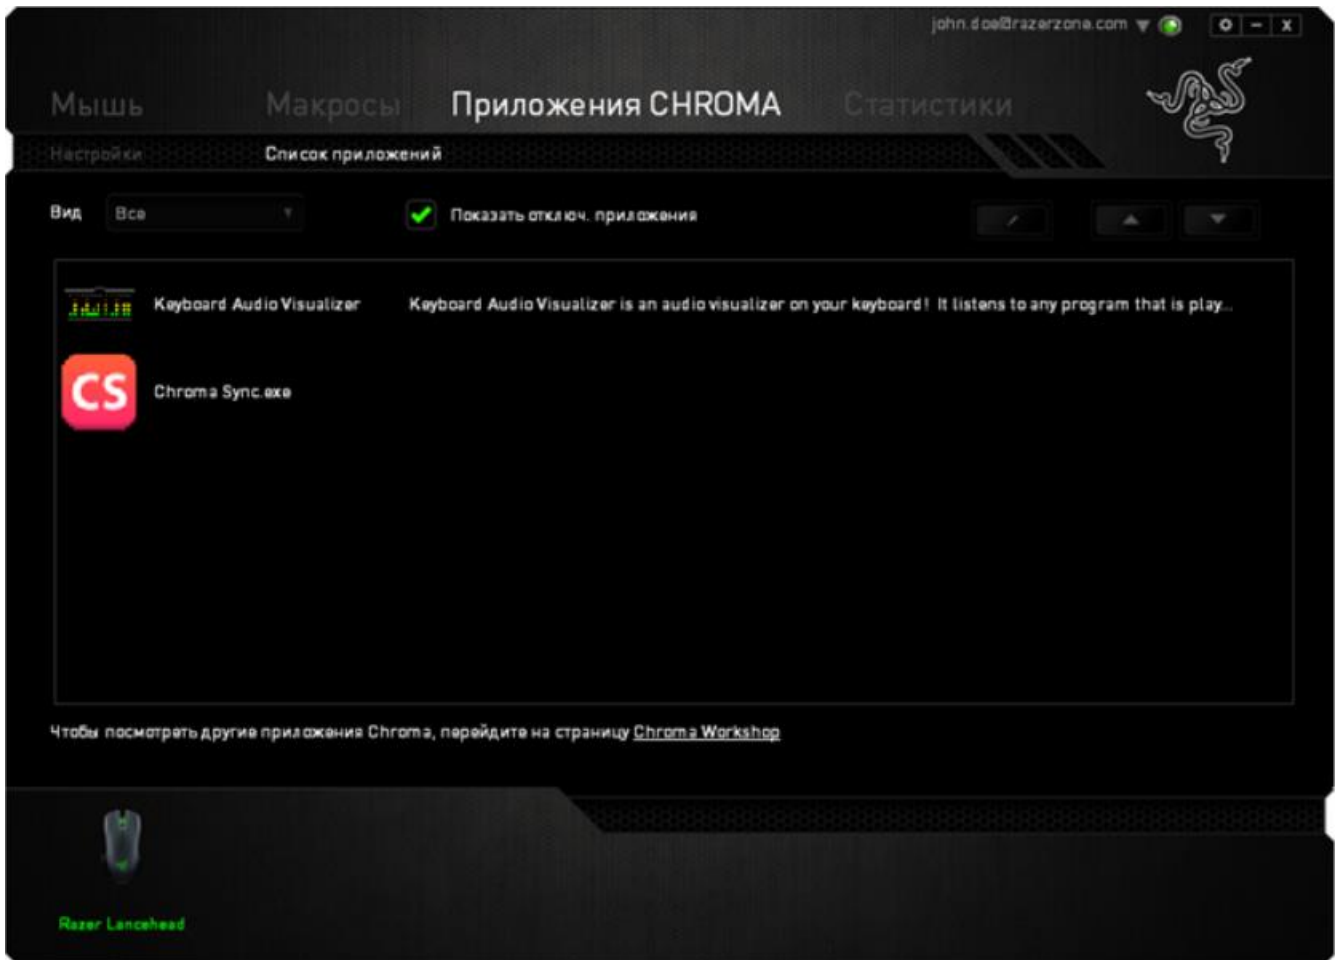 john.doe@razerzone.com
Мышь Макросы Приложения CHROMA Статистики
Настройки Список приложений
Вид Все Показать отключ. приложения
Keyboard Audio Visualizer Keyboard Audio Visualizer is an audio visualizer on your keyboard! It listens to any program that is play...
CS Chroma Sync.exe
Чтобы посмотреть другие приложения Chroma, перейдите на страницу Chroma Workshop
Razer Lancehead